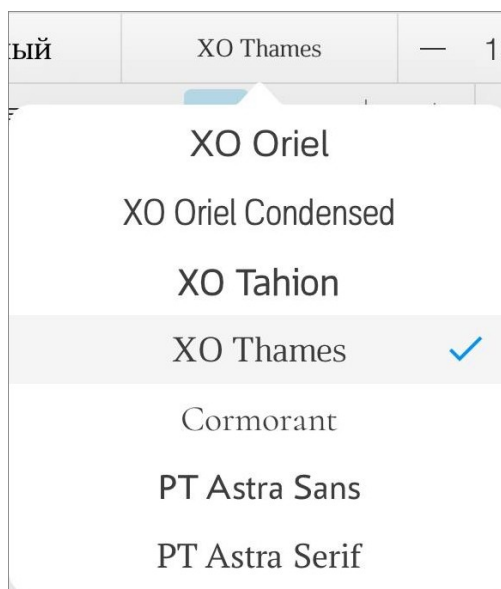 ый XO Thames — 1
XO Oriel
XO Oriel Condensed
XO Tahion
XO Thames
Cormorant
PT Astra Sans
PT Astra Serif